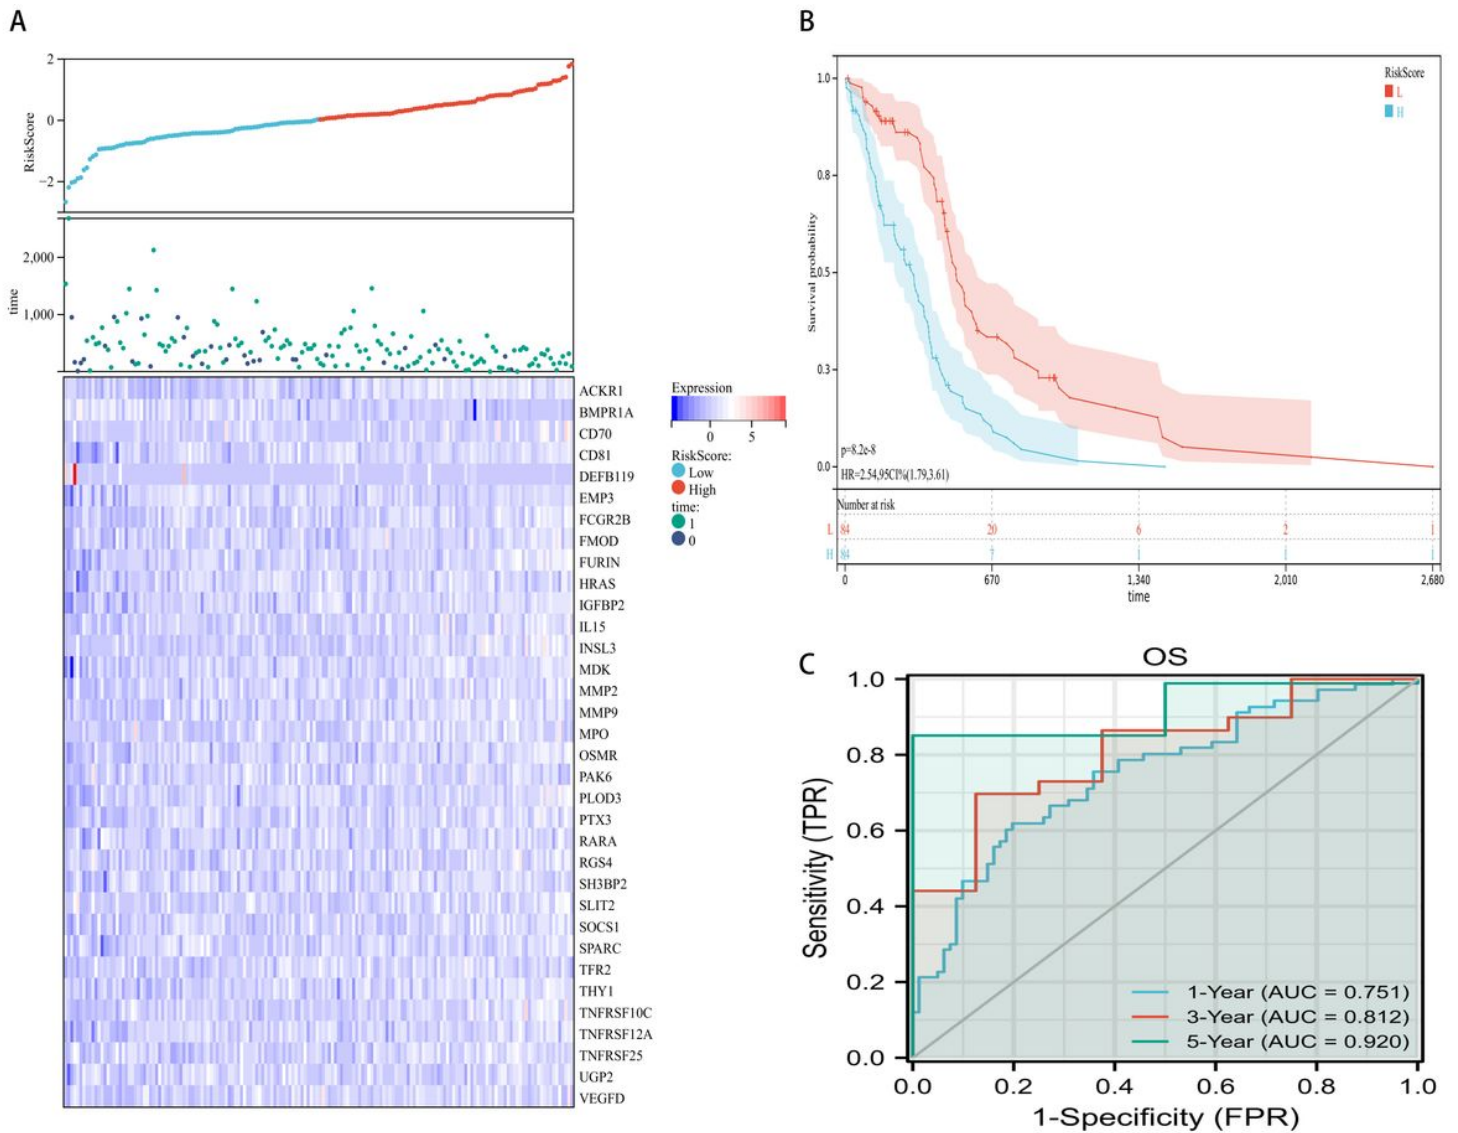 A
2
0
−2
RiskScore
2,000
1,000
time
ACKR1
BMPR1A
CD70
CD81
DEFB119
EMP3
FCGR2B
FMOD
FURIN
HRAS
IGFBP2
IL15
INSL3
MDK
MMP2
MMP9
MPO
OSMR
PAK6
PLOD3
PTX3
RARA
RGS4
SH3BP2
SLIT2
SOCS1
SPARC
TFR2
THY1
TNFRSF10C
TNFRSF12A
TNFRSF25
UGP2
VEGFD
Expression
0 5
RiskScore:
Low
High
time:
1
0
B
RiskScore
L
H
1.0
0.8
0.5
0.3
0.0
Survival probability
p=8.2e-8
HR=2.54,95CI%(1.79,3.61)
Number at risk
L 84 20 6 2 1
H 84 7 1 1 1
0 670 1,340 2,010 2,680
time
C
OS
1.0
0.8
0.6
0.4
0.2
0.0
Sensitivity (TPR)
1-Year (AUC = 0.751)
3-Year (AUC = 0.812)
5-Year (AUC = 0.920)
0.0 0.2 0.4 0.6 0.8 1.0
1-Specificity (FPR)